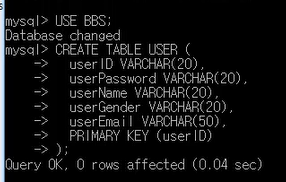 mysql> USE BBS;
Database changed
mysql> CREATE TABLE USER (
    -> userID VARCHAR(20),
    -> userPassword VARCHAR(20),
    -> userName VARCHAR(20),
    -> userGender VARCHAR(20),
    -> userEmail VARCHAR(50),
    -> PRIMARY KEY (userID)
    -> );
Query OK, 0 rows affected (0.04 sec)